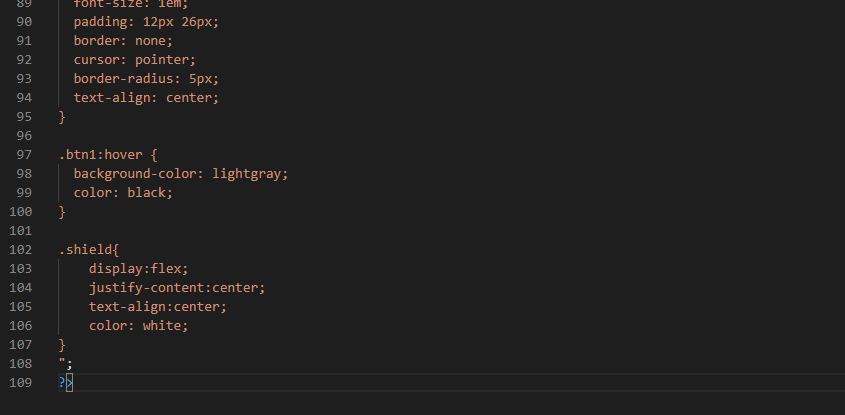 89 font-size: 1em;
90 padding: 12px 26px;
91 border: none;
92 cursor: pointer;
93 border-radius: 5px;
94 text-align: center;
95 }
96
97 .btn1:hover {
98 background-color: lightgray;
99 color: black;
100 }
101
102 .shield{
103 display:flex;
104 justify-content:center;
105 text-align:center;
106 color: white;
107 }
108 ";
109 ?>